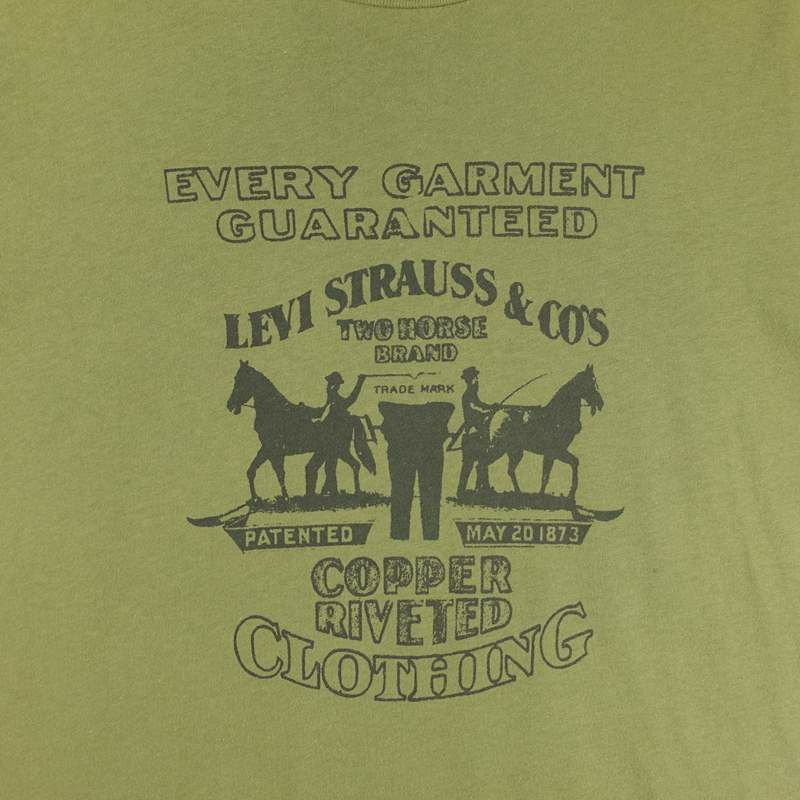 EVERY GARMENT
GUARANTEED
LEVI STRAUSS & CO'S
TWO HORSE
BRAND
TRADE MARK
PATENTED
MAY 20 1873
COPPER
RIVETED
CLOTHING